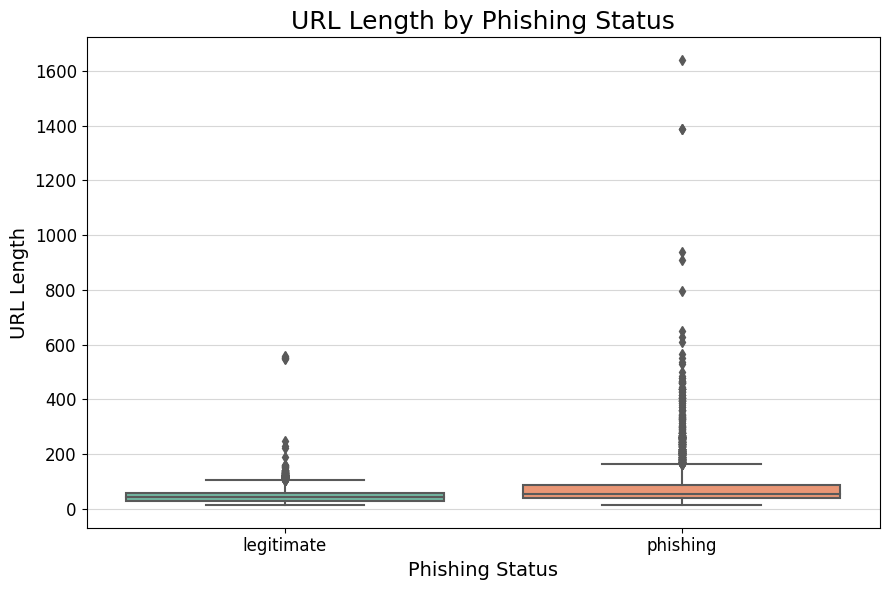 URL Length by Phishing Status
URL Length
1600
1400
1200
1000
800
600
400
200
0
legitimate
phishing
Phishing Status